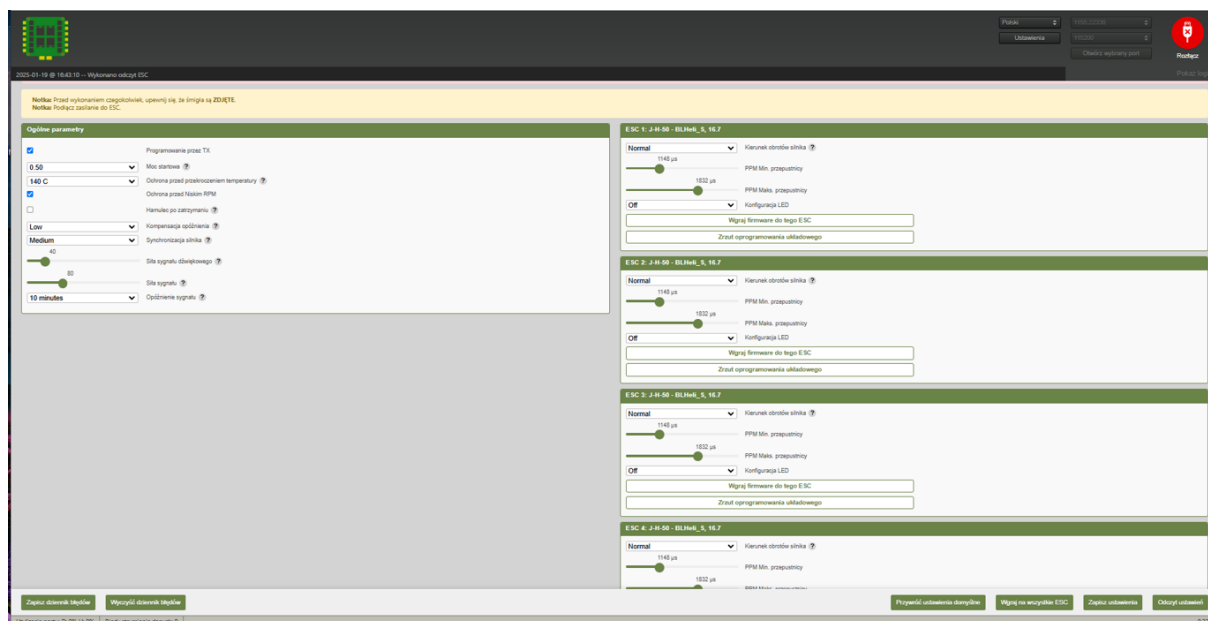 Polski
Ustawienia
115200
Otwórz wybrany port
Rozłącz
2025-01-19 @ 16:43:10 -- Wykonano odczyt ESC
Pokaż log
Notka: Przed wykonaniem czegokolwiek, upewnij się, że śmigła są ZDJĘTE.
Notka: Podłącz zasilanie do ESC.
Ogólne parametry
Programowanie przez TX
0.50 Moc startowa ?
140 C Ochrona przed przekroczeniem temperatury ?
Ochrona przed Niskim RPM
Hamulec po zatrzymaniu ?
Low Kompensacja opóźnienia ?
Medium Synchronizacja silnika ?
40
Siła sygnału dźwiękowego ?
80
Siła sygnału ?
10 minutes Opóźnienie sygnału ?
ESC 1: J-H-50 - BLHeli_S, 16.7
Normal Kierunek obrotów silnika ?
1148 µs
PPM Min. przepustnicy
1832 µs
PPM Maks. przepustnicy
Off Konfiguracja LED
Wgraj firmware do tego ESC
Zrzut oprogramowania układowego
ESC 2: J-H-50 - BLHeli_S, 16.7
Normal Kierunek obrotów silnika ?
1148 µs
PPM Min. przepustnicy
1832 µs
PPM Maks. przepustnicy
Off Konfiguracja LED
Wgraj firmware do tego ESC
Zrzut oprogramowania układowego
ESC 3: J-H-50 - BLHeli_S, 16.7
Normal Kierunek obrotów silnika ?
1148 µs
PPM Min. przepustnicy
1832 µs
PPM Maks. przepustnicy
Off Konfiguracja LED
Wgraj firmware do tego ESC
Zrzut oprogramowania układowego
ESC 4: J-H-50 - BLHeli_S, 16.7
Normal Kierunek obrotów silnika ?
1148 µs
PPM Min. przepustnicy
1832 µs
Zapisz dziennik błędów
Wyczyść dziennik błędów
Przywróć ustawienia domyślne
Wgraj na wszystkie ESC
Zapisz ustawienia
Odczyt ustawień